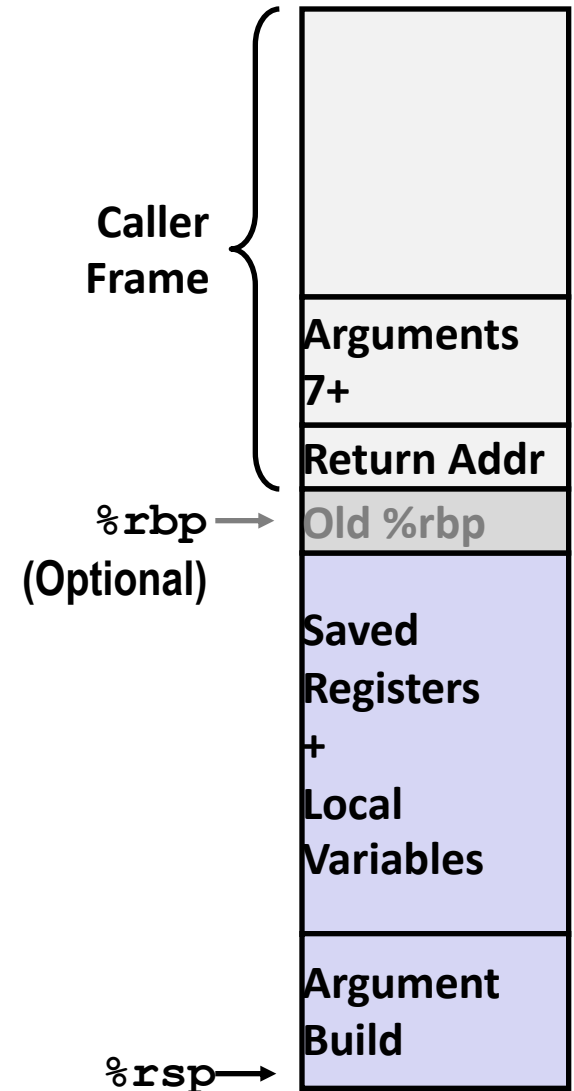 Caller
Frame
Arguments
7+
Return Addr
%rbp
(Optional)
Old %rbp
Saved
Registers
+
Local
Variables
Argument
Build
%rsp